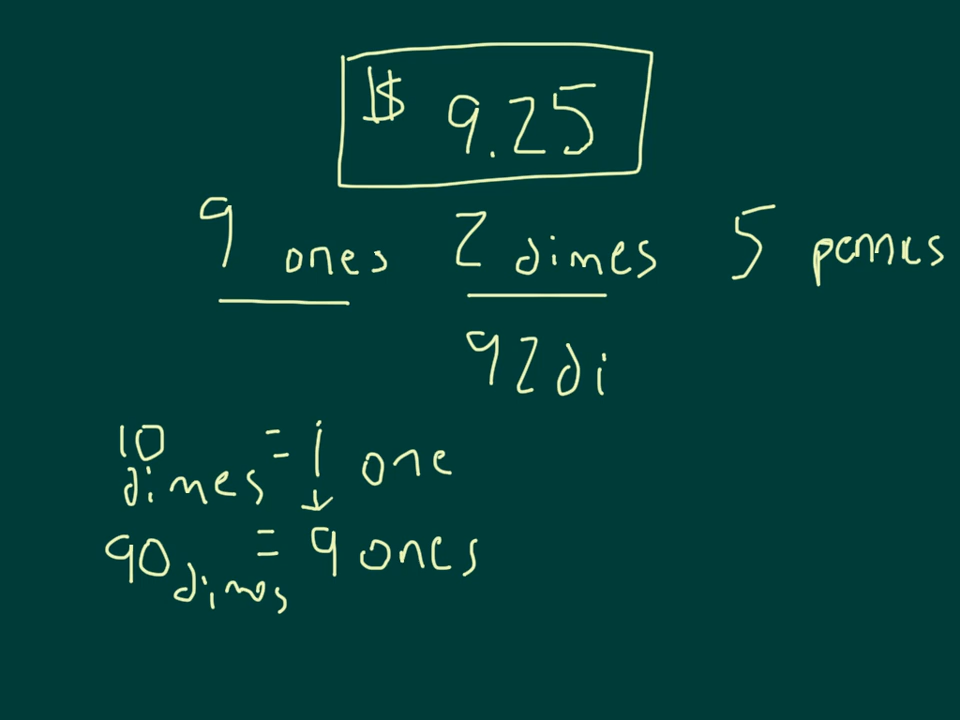 $ 9.25
9 ones 2 dimes 5 pennies
92 di
10 dimes = 1 one
90 dimes = 9 ones